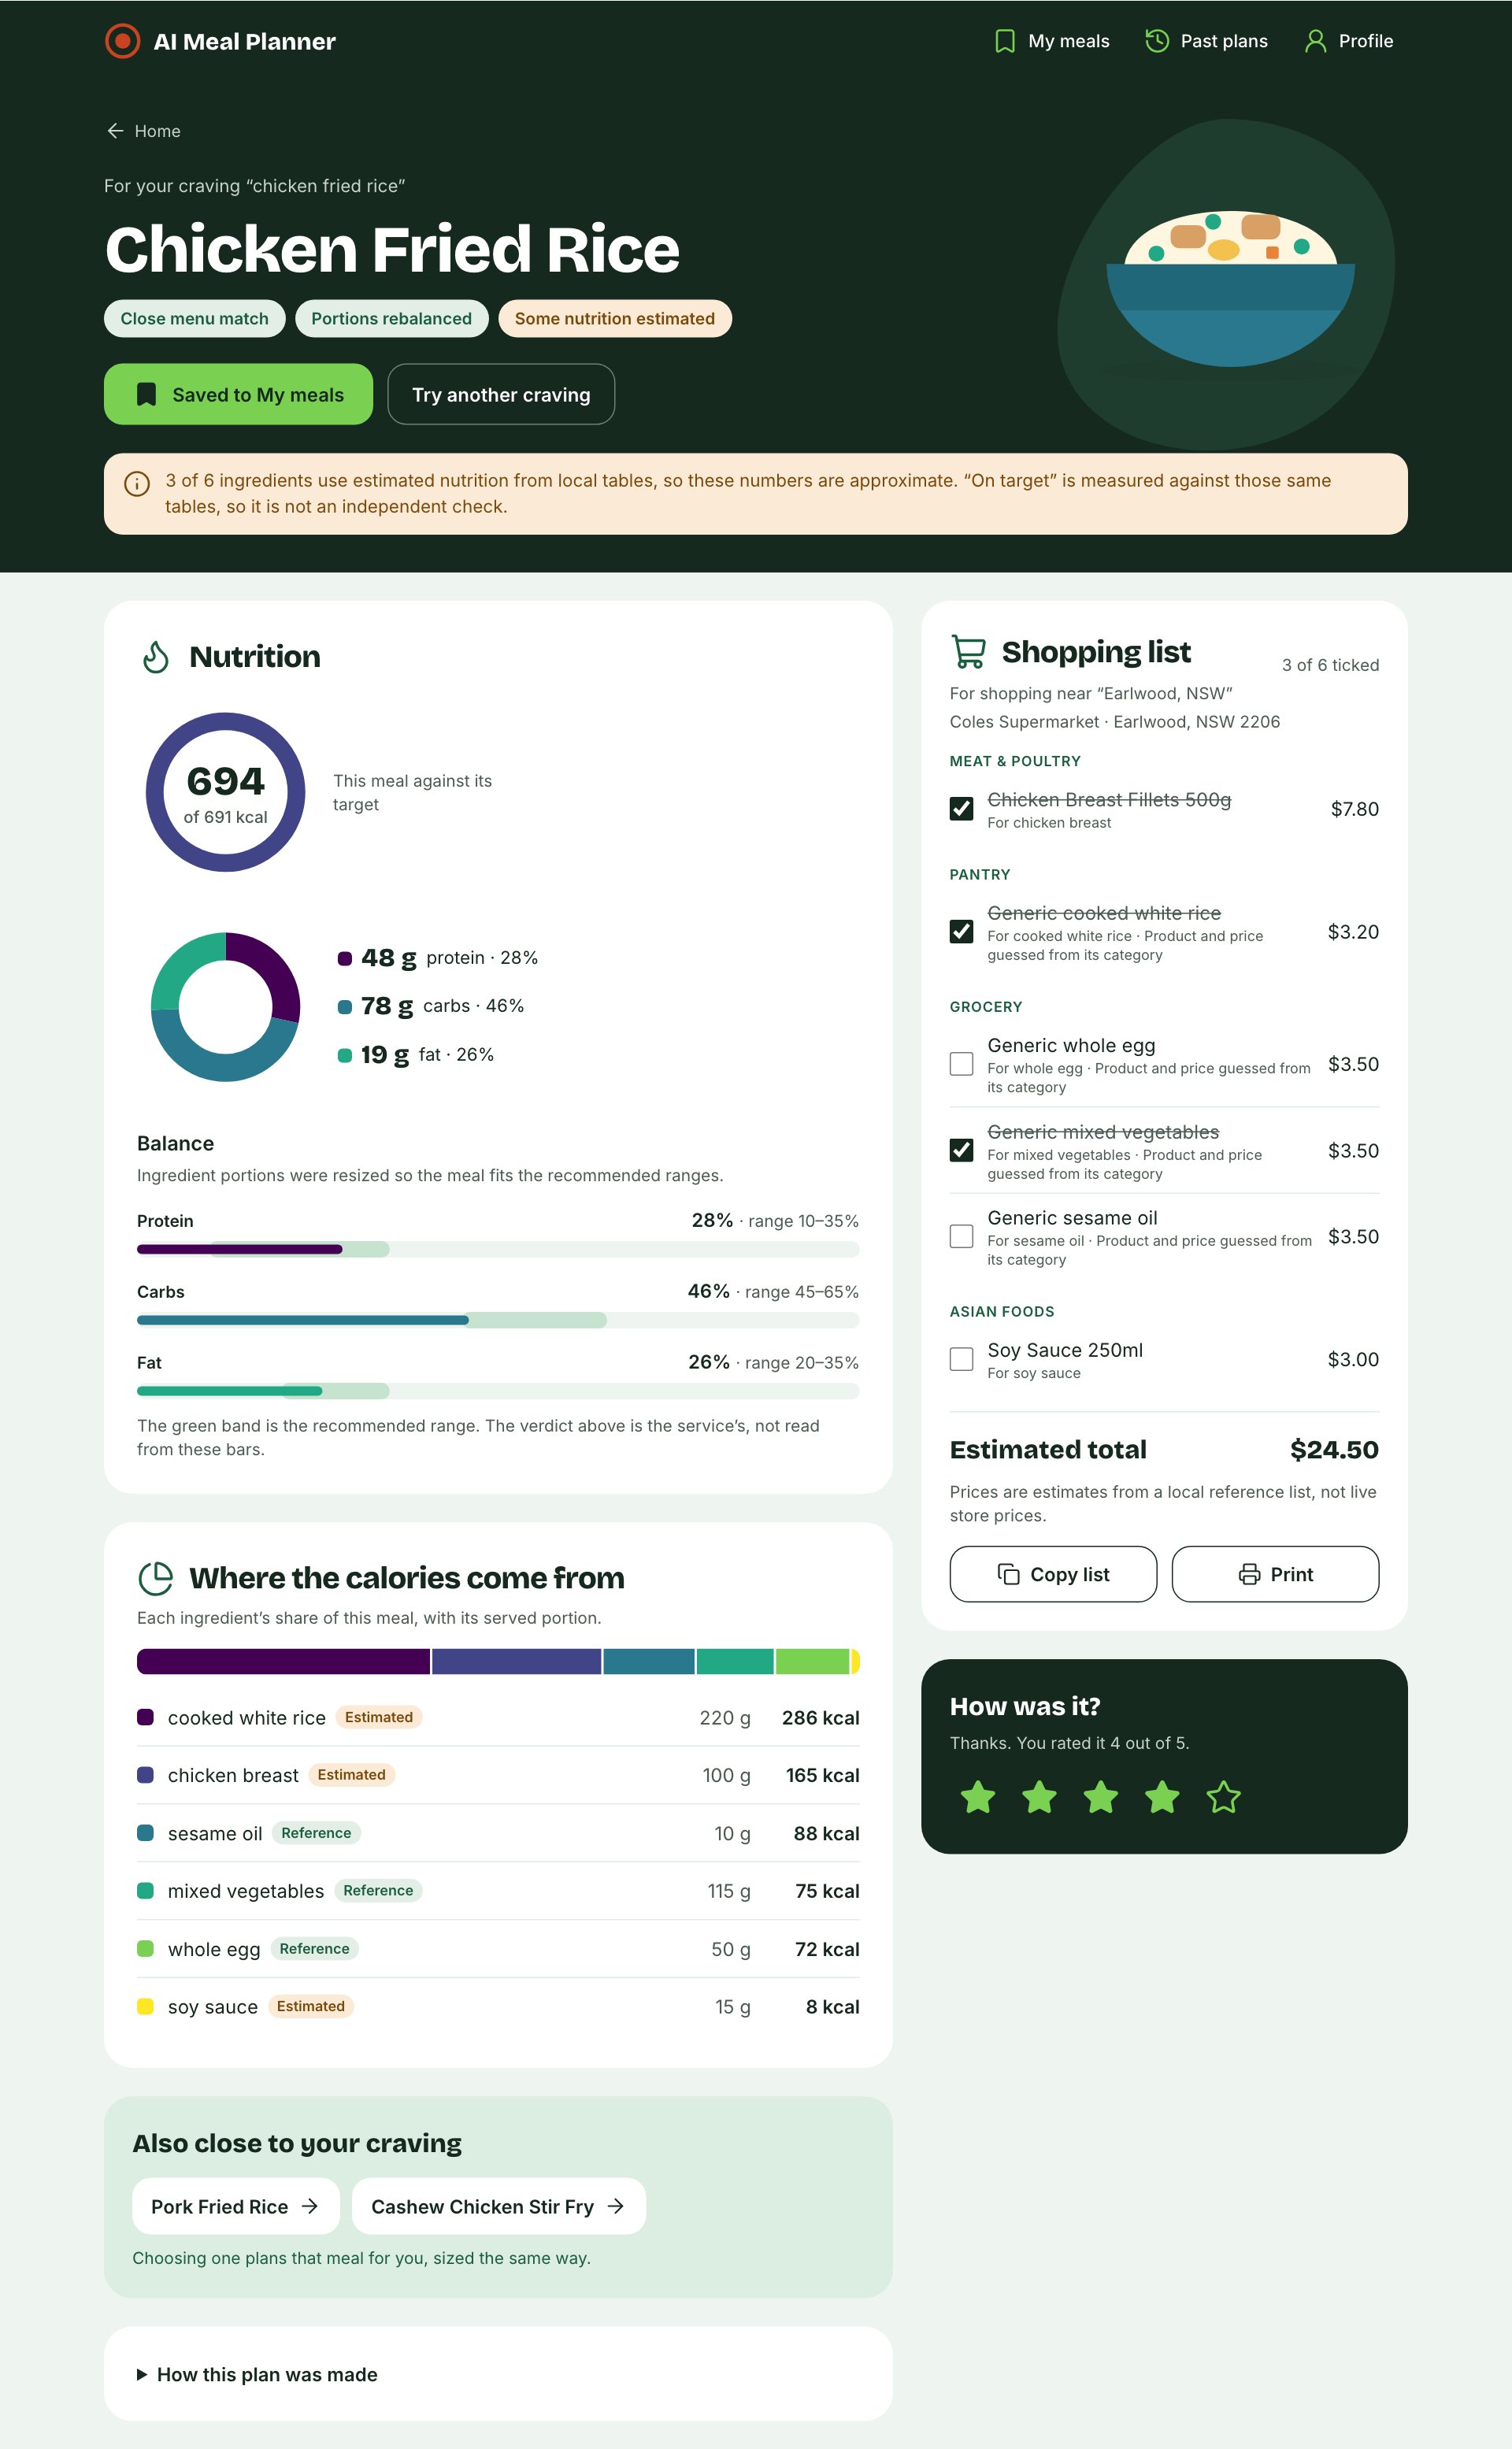 AI Meal Planner
My meals
Past plans
Profile
Home
For your craving “chicken fried rice”
Chicken Fried Rice
Close menu match
Portions rebalanced
Some nutrition estimated
Saved to My meals
Try another craving
3 of 6 ingredients use estimated nutrition from local tables, so these numbers are approximate. “On target” is measured against those same
tables, so it is not an independent check.
Nutrition
694
of 691 kcal
This meal against its
target
48 g protein · 28%
78 g carbs · 46%
19 g fat · 26%
Balance
Ingredient portions were resized so the meal fits the recommended ranges.
Protein
28% · range 10–35%
Carbs
46% · range 45–65%
Fat
26% · range 20–35%
The green band is the recommended range. The verdict above is the service’s, not read
from these bars.
Where the calories come from
Each ingredient’s share of this meal, with its served portion.
cooked white rice Estimated 220 g 286 kcal
chicken breast Estimated 100 g 165 kcal
sesame oil Reference 10 g 88 kcal
mixed vegetables Reference 115 g 75 kcal
whole egg Reference 50 g 72 kcal
soy sauce Estimated 15 g 8 kcal
Also close to your craving
Pork Fried Rice
Cashew Chicken Stir Fry
Choosing one plans that meal for you, sized the same way.
How this plan was made
Shopping list
3 of 6 ticked
For shopping near “Earlwood, NSW”
Coles Supermarket · Earlwood, NSW 2206
MEAT & POULTRY
Chicken Breast Fillets 500g
For chicken breast
$7.80
PANTRY
Generic cooked white rice
For cooked white rice · Product and price
guessed from its category
$3.20
GROCERY
Generic whole egg
For whole egg · Product and price guessed from
its category
$3.50
Generic mixed vegetables
For mixed vegetables · Product and price
guessed from its category
$3.50
Generic sesame oil
For sesame oil · Product and price guessed from
its category
$3.50
ASIAN FOODS
Soy Sauce 250ml
For soy sauce
$3.00
Estimated total
$24.50
Prices are estimates from a local reference list, not live
store prices.
Copy list
Print
How was it?
Thanks. You rated it 4 out of 5.